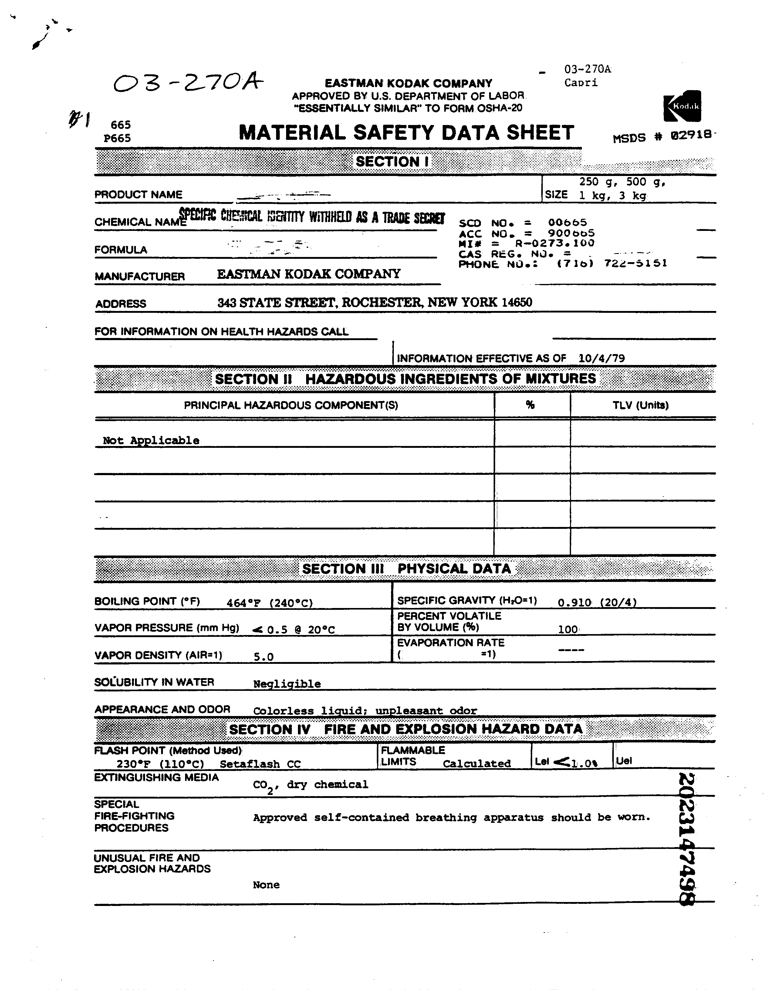 03-270A
03-270A
Capri
EASTMAN KODAK COMPANY
APPROVED BY U.S. DEPARTMENT OF LABOR
"ESSENTIALLY SIMILAR" TO FORM OSHA-20
Kodak
#1
665
P665
MATERIAL SAFETY DATA SHEET
MSDS # 02918
SECTION I
PRODUCT NAME
SIZE 250 g, 500 g,
1 kg, 3 kg
CHEMICAL NAME SPECIFIC CHEMICAL IDENTITY WITHHELD AS A TRADE SECRET
SCD NO. = 00665
ACC NO. = 900665
FORMULA
MI# = R-0273.100
CAS REG. NO. =
PHONE NO.: (716) 722-5151
MANUFACTURER EASTMAN KODAK COMPANY
ADDRESS 343 STATE STREET, ROCHESTER, NEW YORK 14650
FOR INFORMATION ON HEALTH HAZARDS CALL
INFORMATION EFFECTIVE AS OF 10/4/79
SECTION II HAZARDOUS INGREDIENTS OF MIXTURES
PRINCIPAL HAZARDOUS COMPONENT(S) % TLV (Units)
Not Applicable
SECTION III PHYSICAL DATA
BOILING POINT (°F) 464°F (240°C) SPECIFIC GRAVITY (H₂O=1) 0.910 (20/4)
VAPOR PRESSURE (mm Hg) ≤ 0.5 @ 20°C PERCENT VOLATILE
BY VOLUME (%) 100
VAPOR DENSITY (AIR=1) 5.0 EVAPORATION RATE
( =1) ----
SOLUBILITY IN WATER Negligible
APPEARANCE AND ODOR Colorless liquid; unpleasant odor
SECTION IV FIRE AND EXPLOSION HAZARD DATA
FLASH POINT (Method Used)
230°F (110°C) Setaflash CC
FLAMMABLE
LIMITS Calculated Lel ≤1.0% Uel
EXTINGUISHING MEDIA
CO₂, dry chemical
SPECIAL
FIRE-FIGHTING
PROCEDURES
Approved self-contained breathing apparatus should be worn.
UNUSUAL FIRE AND
EXPLOSION HAZARDS
None
2023147498